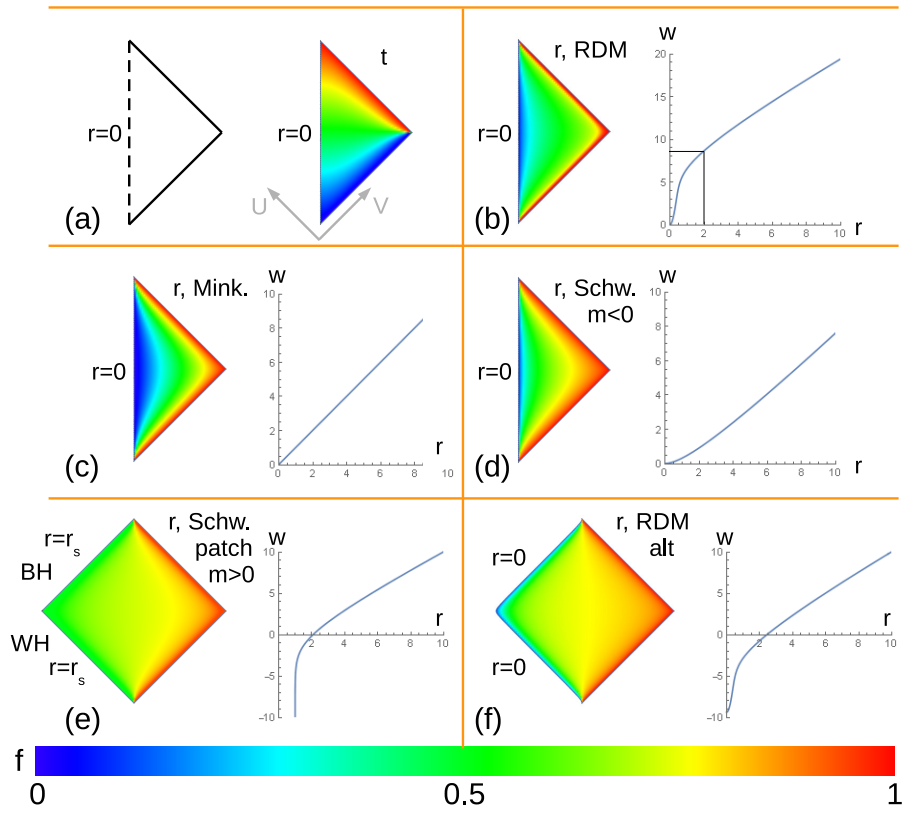 t
r=0
r=0
U
V
(a)
r, RDM
r=0
(b)
w
20
15
10
5
0
0 2 4 6 8 10
r
r, Mink.
r=0
(c)
w
10
8
6
4
2
0
0 2 4 6 8 10
r
r, Schw.
m<0
r=0
(d)
w
10
8
6
4
2
0
0 2 4 6 8 10
r
r=rs
BH
WH
r=rs
(e)
r, Schw.
patch
m>0
w
10
5
0
-5
-10
2 4 6 8 10
r
r=0
r=0
(f)
r, RDM
alt
w
10
5
0
-5
-10
2 4 6 8 10
r
f
0 0.5 1